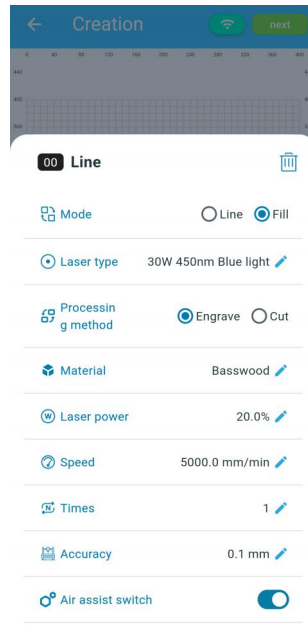 Creation
next
0 40 80 120 160 200 240 280 320 360 400
440
400
360
00 Line
Mode Line Fill
Laser type 30W 450nm Blue light
Processin
g method Engrave Cut
Material Basswood
W Laser power 20.0%
Speed 5000.0 mm/min
N Times 1
Accuracy 0.1 mm
Air assist switch